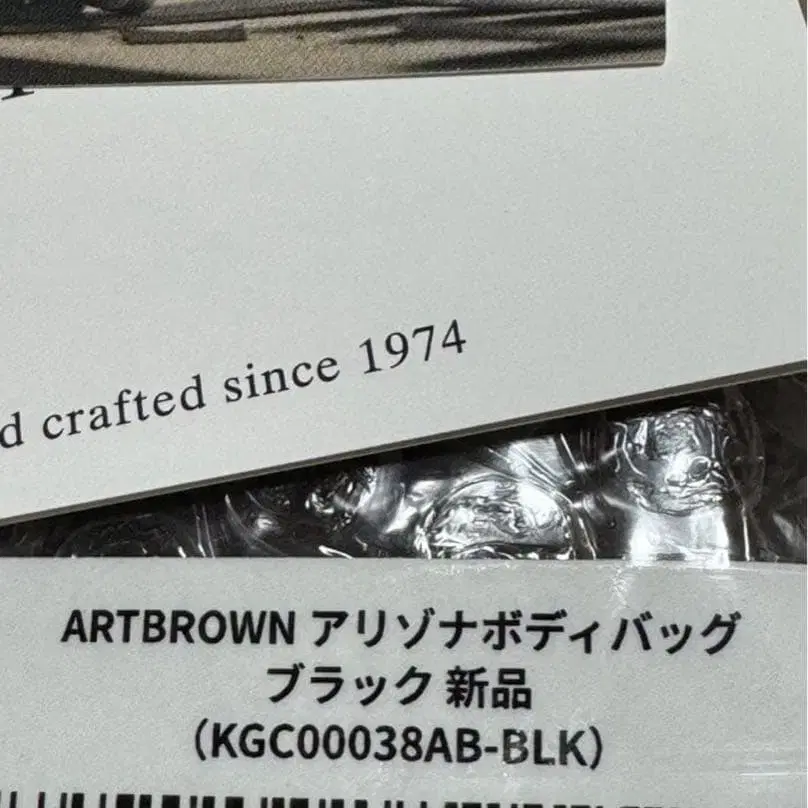 d crafted since 1974
ARTBROWN アリゾナボディバッグ
ブラック 新品
（KGC00038AB-BLK）